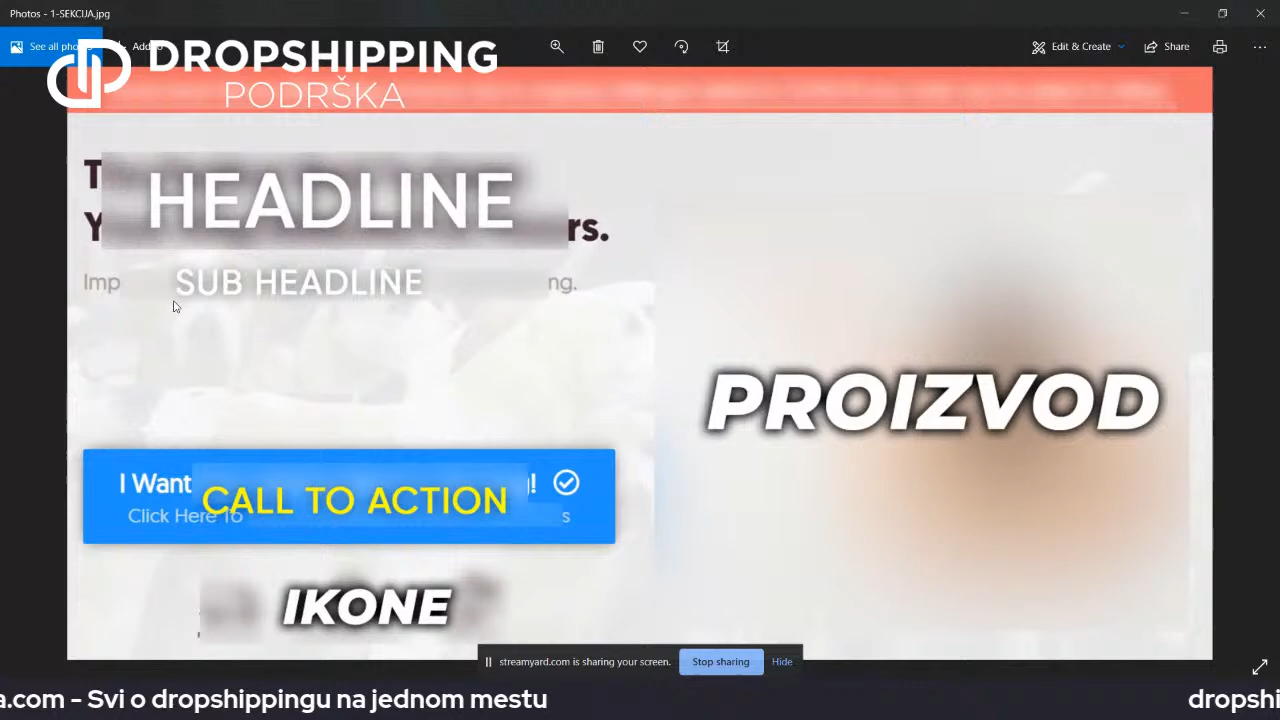 Photos - 1-SEKCIJA.jpg
See all
Add
Edit & Create
Share
DROPSHIPPING
PODRŠKA
HEADLINE
rs.
Imp SUB HEADLINE ng.
PROIZVOD
I Want !
CALL TO ACTION
Click Here To s
IKONE
streamyard.com is sharing your screen. Stop sharing Hide
a.com - Svi o dropshippingu na jednom mestu dropshi